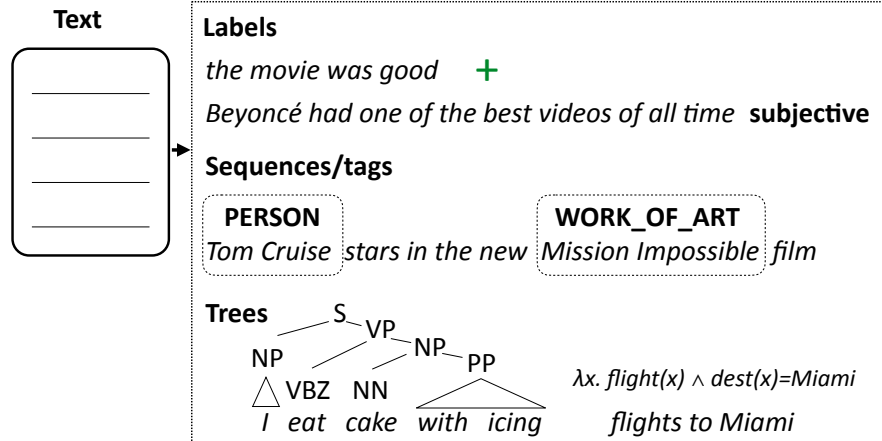 Text
Labels
the movie was good +
Beyoncé had one of the best videos of all time subjective
Sequences/tags
PERSON WORK_OF_ART
Tom Cruise stars in the new Mission Impossible film
Trees
S
VP
NP NP
PP
VBZ NN
λx. flight(x) ∧ dest(x)=Miami
I eat cake with icing flights to Miami